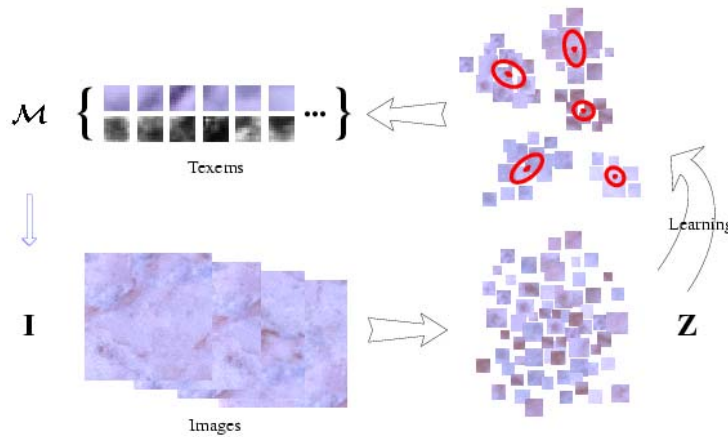 ℳ { ... }
Texems
Learning
I
Z
Images